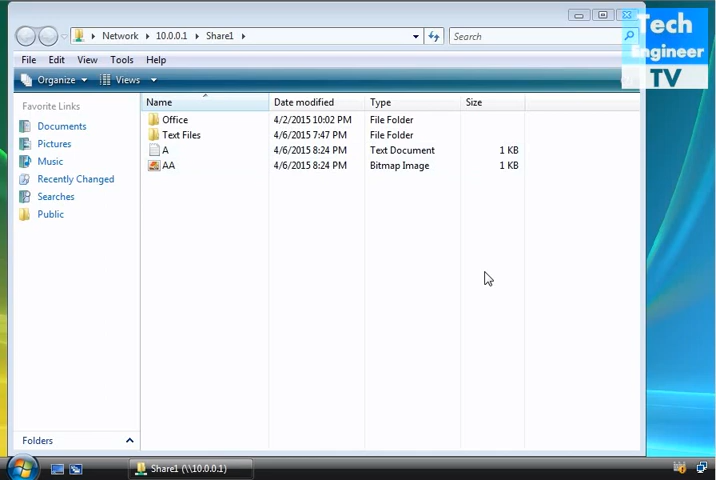 Network 10.0.0.1 Share1 Search
Tech
Engineer
TV
File Edit View Tools Help
Organize Views
Favorite Links
Documents
Pictures
Music
Recently Changed
Searches
Public
Folders
Name Date modified Type Size
Office 4/2/2015 10:02 PM File Folder
Text Files 4/6/2015 7:47 PM File Folder
A 4/6/2015 8:24 PM Text Document 1 KB
AA 4/6/2015 8:24 PM Bitmap Image 1 KB
Share1 (\\10.0.0.1)